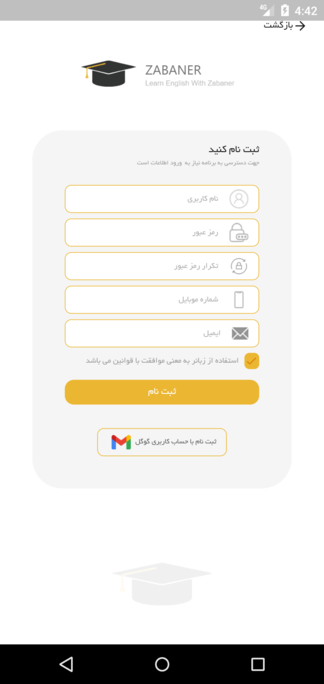 4G 4:42
بازگشت
ZABANER
Learn English With Zabaner
ثبت نام کنید
جهت دسترسی به برنامه نیاز به ورود اطلاعات است
نام کاربری
رمز عبور
تکرار رمز عبور
شماره موبایل
ایمیل
استفاده از زبانر به معنی موافقت با قوانین می باشد
ثبت نام
ثبت نام با حساب کاربری گوگل